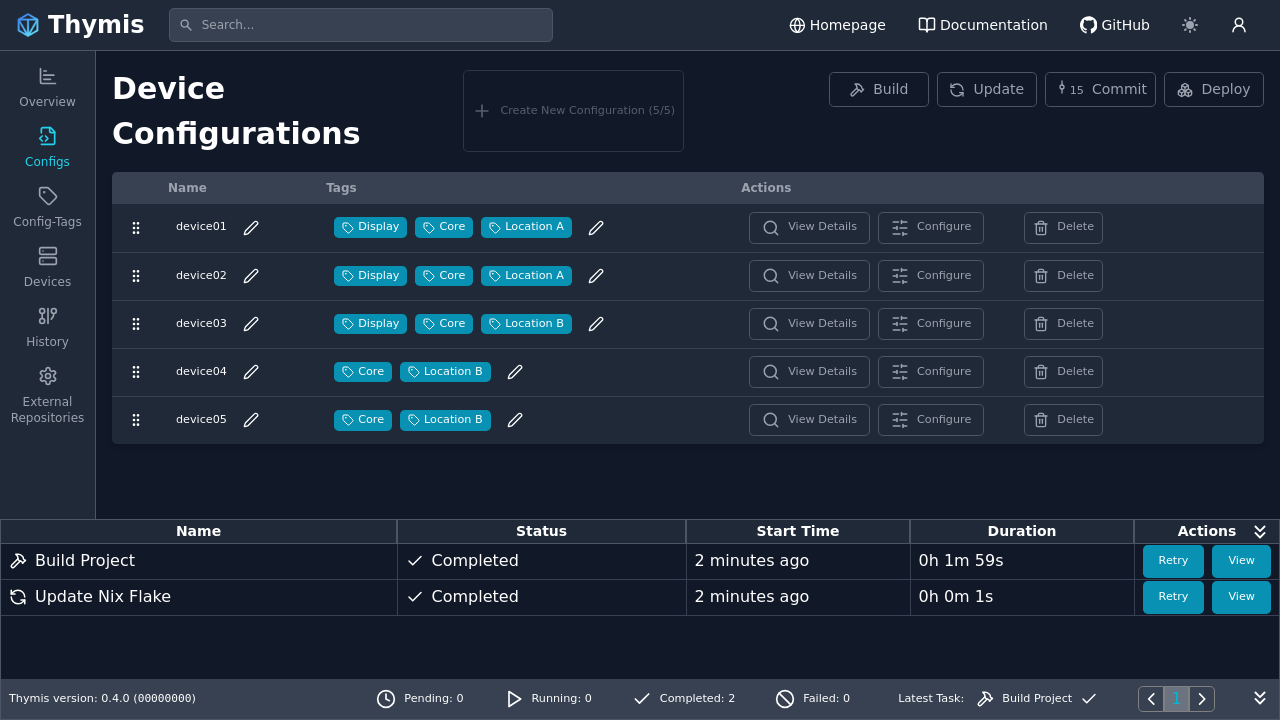 Thymis
Search...
Homepage
Documentation
GitHub
Overview
Configs
Config-Tags
Devices
History
External
Repositories
Device
Configurations
Create New Configuration (5/5)
Build
Update
15 Commit
Deploy
Name Tags Actions
device01 Display Core Location A View Details Configure Delete
device02 Display Core Location A View Details Configure Delete
device03 Display Core Location B View Details Configure Delete
device04 Core Location B View Details Configure Delete
device05 Core Location B View Details Configure Delete
Name Status Start Time Duration Actions
Build Project Completed 2 minutes ago 0h 1m 59s Retry View
Update Nix Flake Completed 2 minutes ago 0h 0m 1s Retry View
Thymis version: 0.4.0 (00000000) Pending: 0 Running: 0 Completed: 2 Failed: 0 Latest Task: Build Project 1